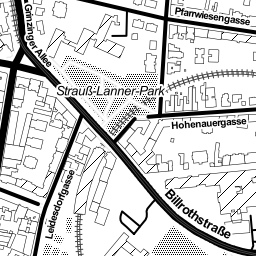 Pfarrwiesengasse
Grinzinger Allee
Strauß-Lanner-Park
Hohenauergasse
Leidesdorfgasse
Billrothstraße